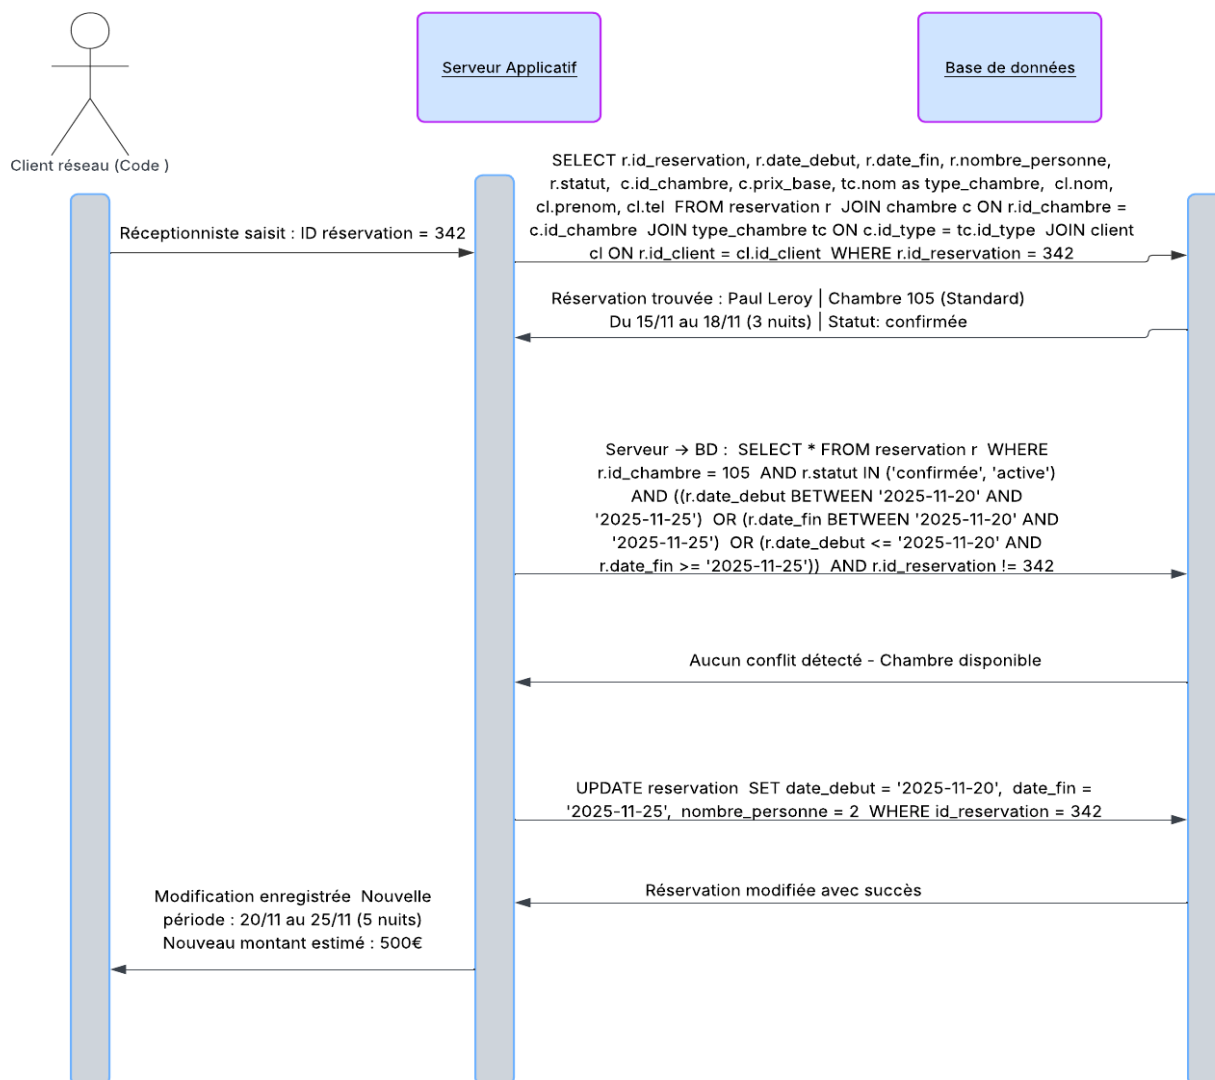 Serveur Applicatif
Base de données
Client réseau (Code )
SELECT r.id_reservation, r.date_debut, r.date_fin, r.nombre_personne,
r.statut, c.id_chambre, c.prix_base, tc.nom as type_chambre, cl.nom,
cl.prenom, cl.tel FROM reservation r JOIN chambre c ON r.id_chambre =
c.id_chambre JOIN type_chambre tc ON c.id_type = tc.id_type JOIN client
cl ON r.id_client = cl.id_client WHERE r.id_reservation = 342
Réceptionniste saisit : ID réservation = 342
Réservation trouvée : Paul Leroy | Chambre 105 (Standard)
Du 15/11 au 18/11 (3 nuits) | Statut: confirmée
Serveur → BD : SELECT * FROM reservation r WHERE
r.id_chambre = 105 AND r.statut IN ('confirmée', 'active')
AND ((r.date_debut BETWEEN '2025-11-20' AND
'2025-11-25') OR (r.date_fin BETWEEN '2025-11-20' AND
'2025-11-25') OR (r.date_debut <= '2025-11-20' AND
r.date_fin >= '2025-11-25')) AND r.id_reservation != 342
Aucun conflit détecté - Chambre disponible
UPDATE reservation SET date_debut = '2025-11-20', date_fin =
'2025-11-25', nombre_personne = 2 WHERE id_reservation = 342
Réservation modifiée avec succès
Modification enregistrée Nouvelle
période : 20/11 au 25/11 (5 nuits)
Nouveau montant estimé : 500€